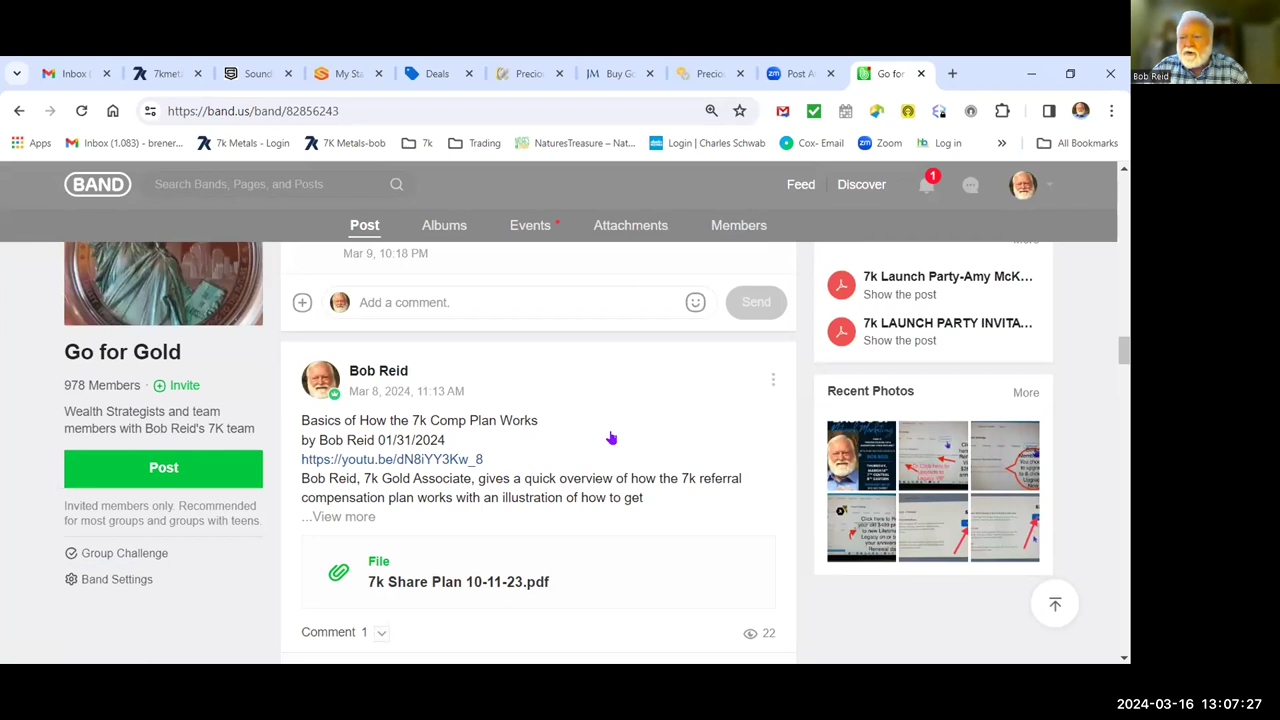 Inbox (
7kmet
Sound
My St
Deals
Precio
JM Buy Go
Precio
zm Post A
Go for
https://band.us/band/82856243
Apps
Inbox (1,083) - brener...
7k Metals - Login
7K Metals-bob
7k
Trading
NaturesTreasure – Nat...
Login | Charles Schwab
Cox- Email
zm Zoom
hb Log in
All Bookmarks
BAND
Search Bands, Pages, and Posts
Feed
Discover
1
Post
Albums
Events
Attachments
Members
Mar 9, 10:18 PM
Add a comment.
Send
7k Launch Party-Amy McK...
Show the post
7k LAUNCH PARTY INVITA...
Show the post
Go for Gold
978 Members · Invite
Wealth Strategists and team
members with Bob Reid's 7K team
Post
Invited members only. Recommended
for most groups and groups with teens.
Group Challenge
Band Settings
Bob Reid
Mar 8, 2024, 11:13 AM
Basics of How the 7k Comp Plan Works
by Bob Reid 01/31/2024
https://youtu.be/dN8iYY3Kw_8
Bob Reid, 7k Gold Associate, gives a quick overview of how the 7k referral
compensation plan works with an illustration of how to get
...View more
File
7k Share Plan 10-11-23.pdf
Comment 1
22
Recent Photos
More
Bob Reid
2024-03-16 13:07:27